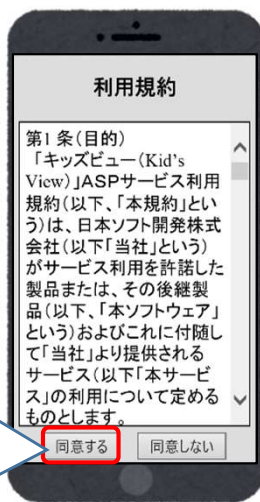 利用規約
第1条(目的)
「キッズビュー(Kid's
View)」ASPサービス利用
規約(以下、「本規約」とい
う)は、日本ソフト開発株式
会社(以下「当社」という)
がサービス利用を許諾した
製品または、その後継製
品(以下、「本ソフトウェア」
という)およびこれに付随し
て「当社」より提供される
サービス(以下「本サービ
ス」の利用について定める
ものとします。
同意する 同意しない